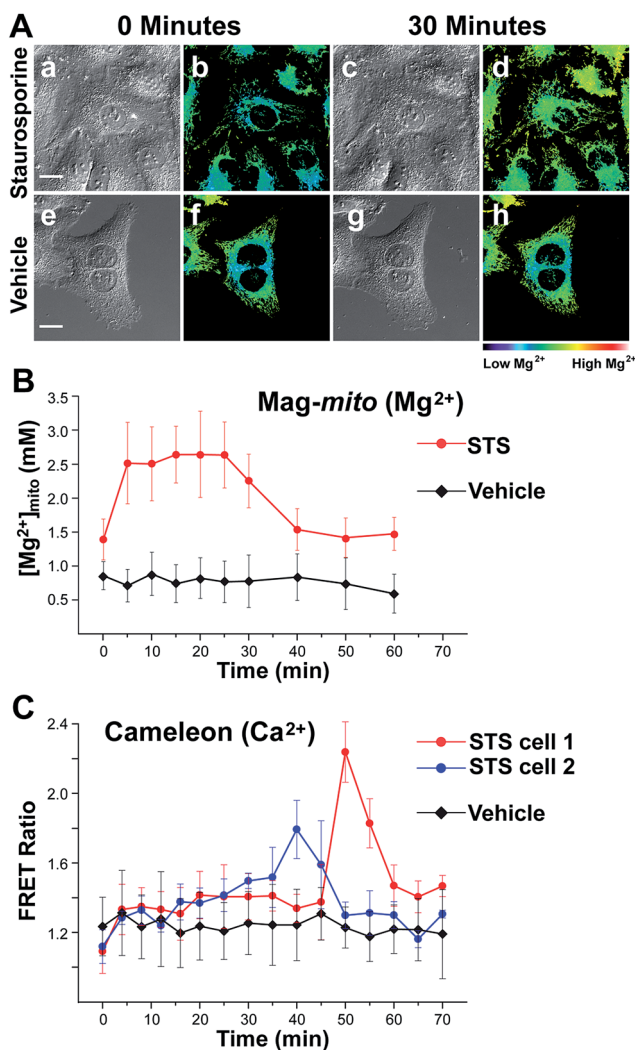 A
0 Minutes 30 Minutes
Staurosporine
a b c d
Vehicle
e f g h
Low Mg²⁺ High Mg²⁺
B
Mag-mito (Mg²⁺)
[Mg²⁺]mito (mM)
3.5
3.0
2.5
2.0
1.5
1.0
0.5
STS
Vehicle
0 10 20 30 40 50 60 70
Time (min)
C
Cameleon (Ca²⁺)
FRET Ratio
2.4
2.0
1.6
1.2
STS cell 1
STS cell 2
Vehicle
0 10 20 30 40 50 60 70
Time (min)